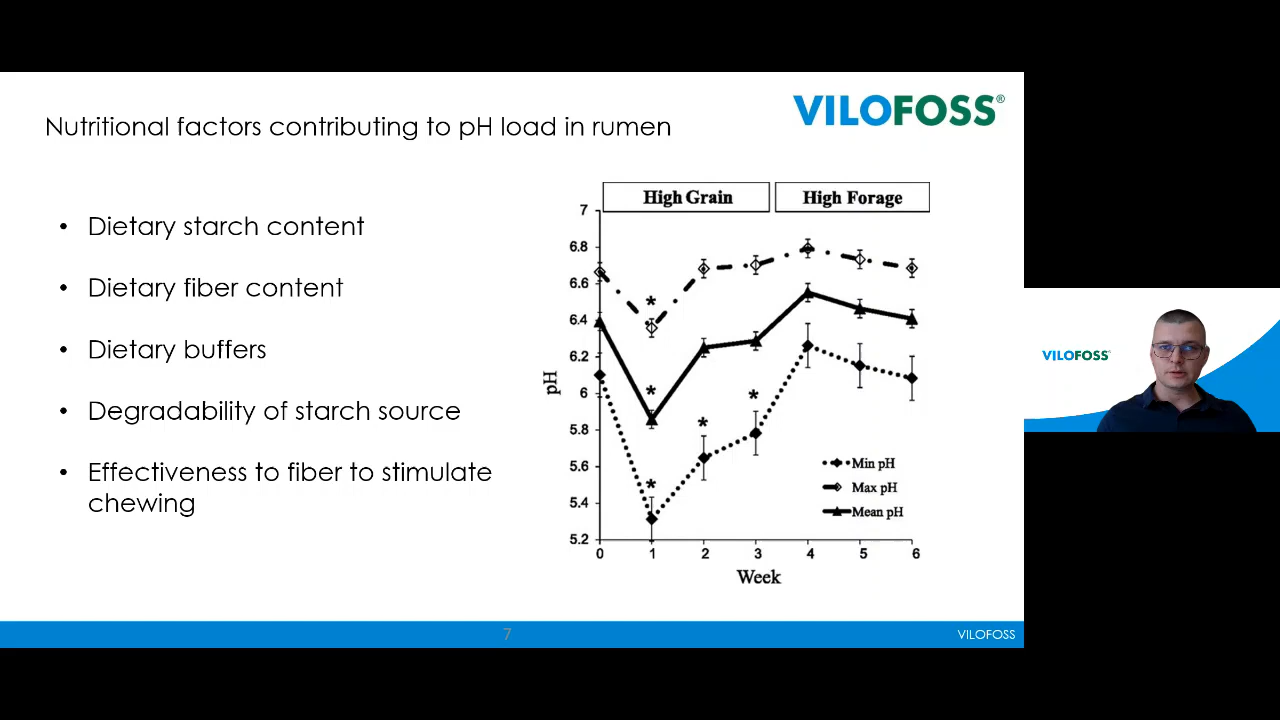 VILOFOSS®
Nutritional factors contributing to pH load in rumen
• Dietary starch content
• Dietary fiber content
• Dietary buffers
• Degradability of starch source
• Effectiveness to fiber to stimulate
chewing
High Grain
High Forage
7
6.8
6.6
6.4
6.2
6
5.8
5.6
5.4
5.2
pH
*
*
*
*
*
Min pH
Max pH
Mean pH
0 1 2 3 4 5 6
Week
VILOFOSS®
7
VILOFOSS